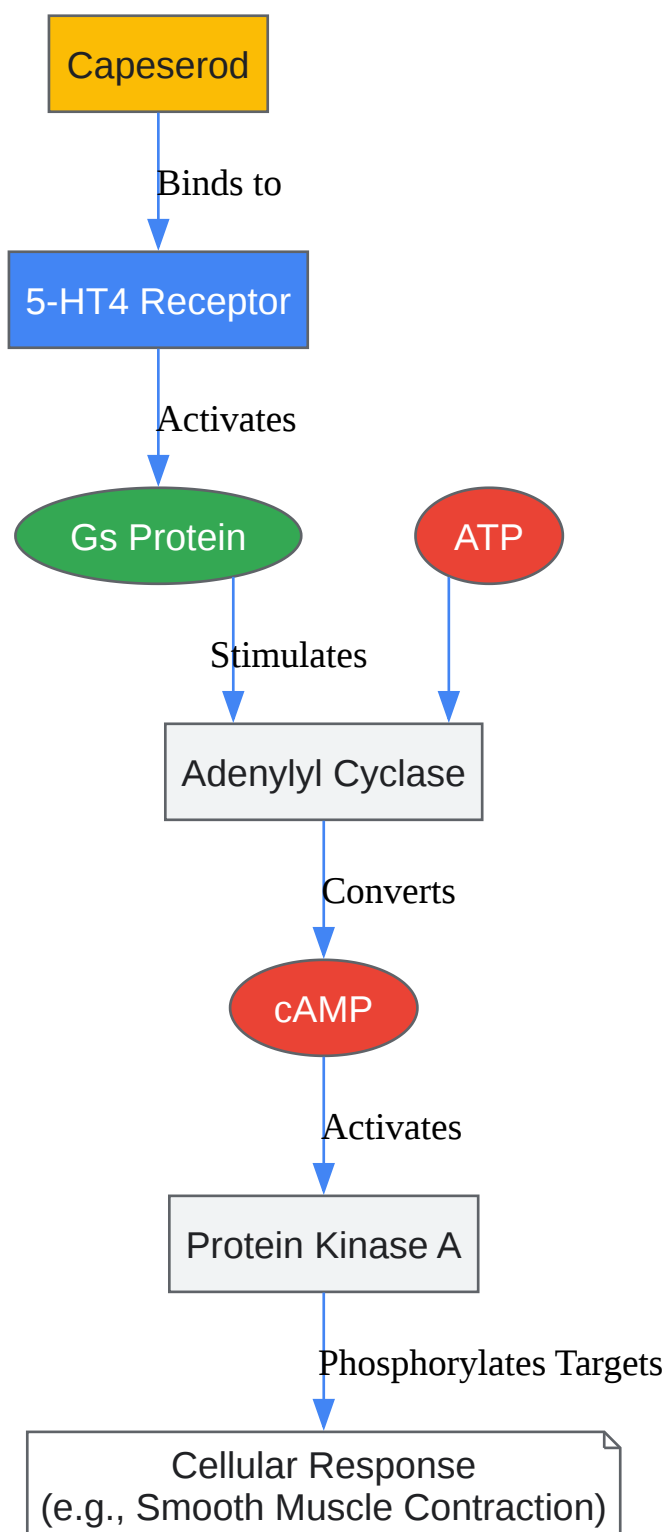 Capeserod
Binds to
5-HT4 Receptor
Activates
Gs Protein
ATP
Stimulates
Adenylyl Cyclase
Converts
cAMP
Activates
Protein Kinase A
Phosphorylates Targets
Cellular Response
(e.g., Smooth Muscle Contraction)